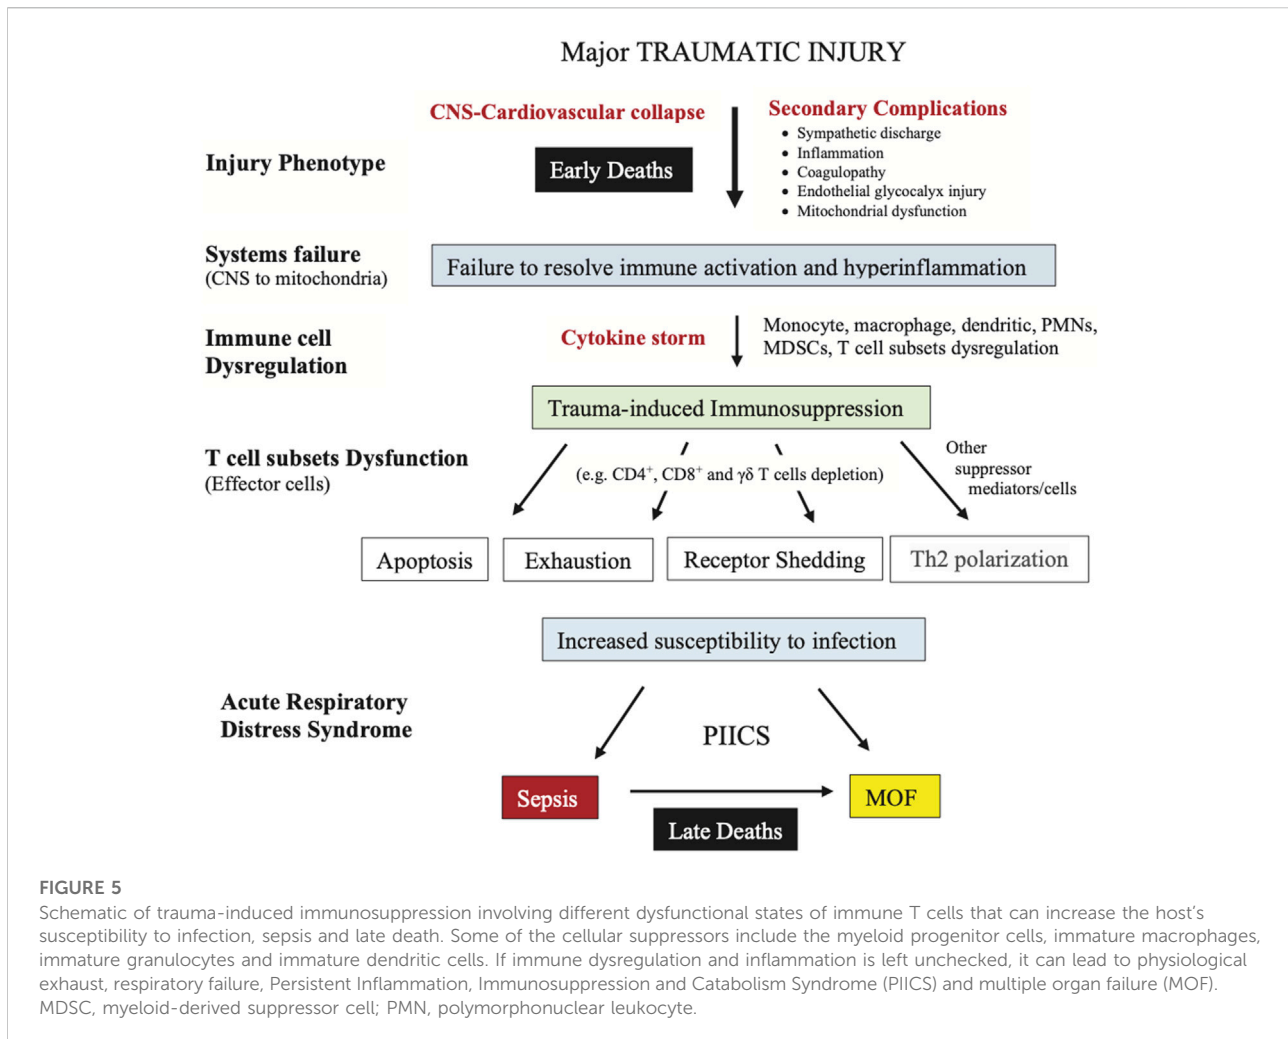 Major TRAUMATIC INJURY
CNS-Cardiovascular collapse
Secondary Complications
• Sympathetic discharge
• Inflammation
• Coagulopathy
• Endothelial glycocalyx injury
• Mitochondrial dysfunction
Injury Phenotype
Early Deaths
Systems failure
(CNS to mitochondria)
Failure to resolve immune activation and hyperinflammation
Immune cell
Dysregulation
Cytokine storm
Monocyte, macrophage, dendritic, PMNs,
MDSCs, T cell subsets dysregulation
Trauma-induced Immunosuppression
T cell subsets Dysfunction
(Effector cells)
(e.g. CD4⁺, CD8⁺ and γδ T cells depletion)
Other
suppressor
mediators/cells
Apoptosis
Exhaustion
Receptor Shedding
Th2 polarization
Increased susceptibility to infection
Acute Respiratory
Distress Syndrome
PIICS
Sepsis
MOF
Late Deaths
FIGURE 5
Schematic of trauma-induced immunosuppression involving different dysfunctional states of immune T cells that can increase the host's
susceptibility to infection, sepsis and late death. Some of the cellular suppressors include the myeloid progenitor cells, immature macrophages,
immature granulocytes and immature dendritic cells. If immune dysregulation and inflammation is left unchecked, it can lead to physiological
exhaust, respiratory failure, Persistent Inflammation, Immunosuppression and Catabolism Syndrome (PIICS) and multiple organ failure (MOF).
MDSC, myeloid-derived suppressor cell; PMN, polymorphonuclear leukocyte.